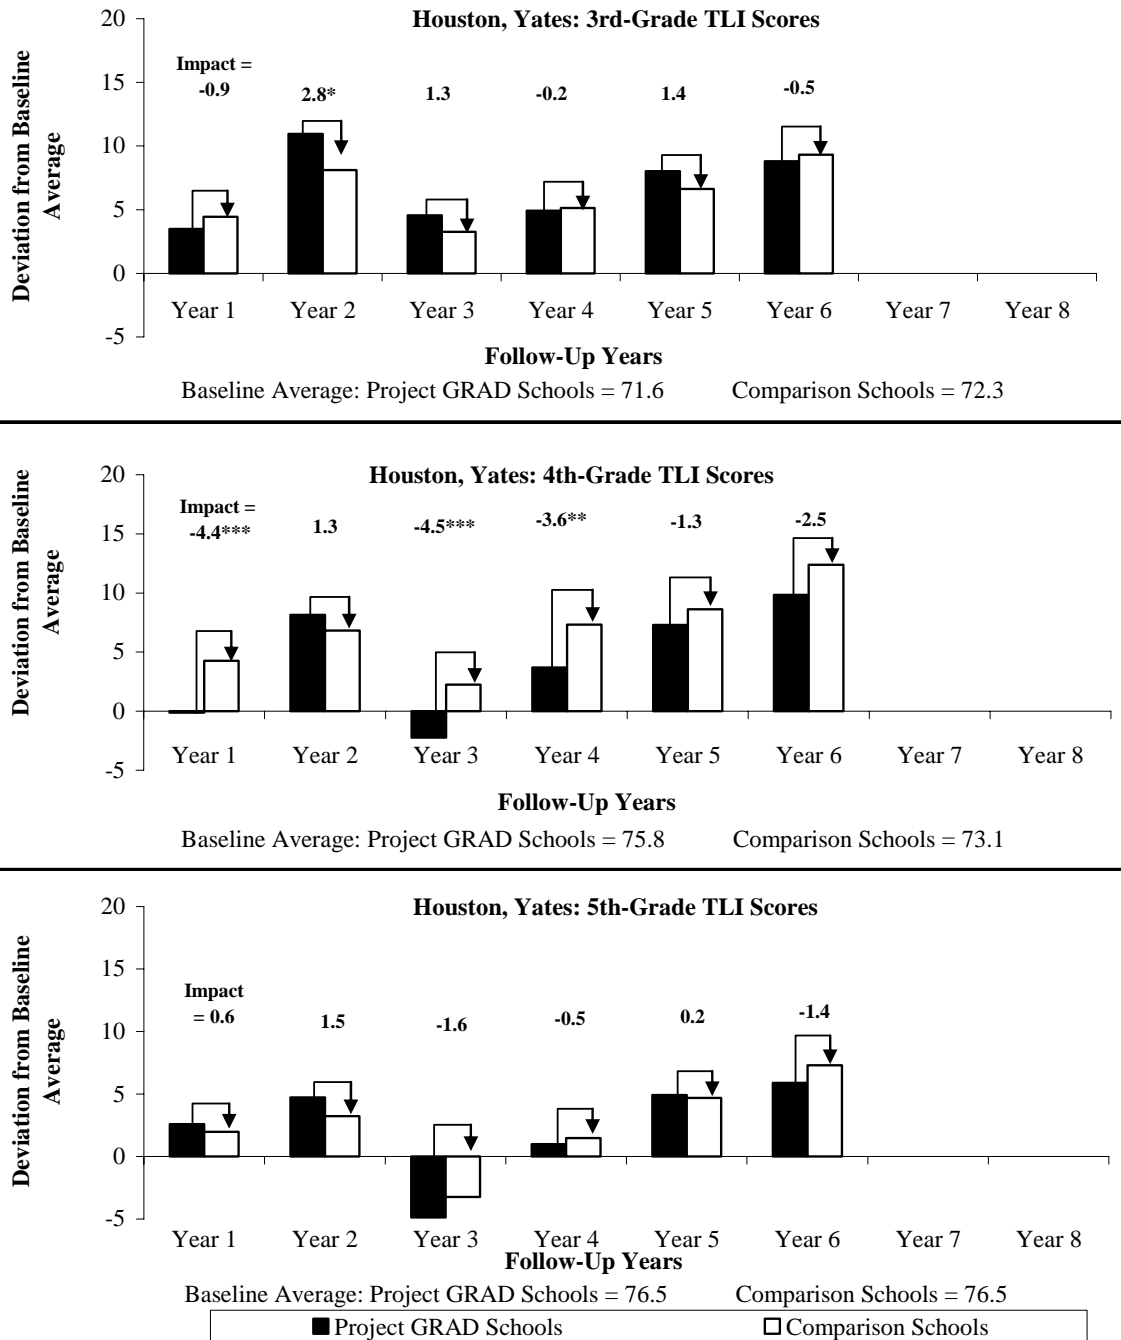 Houston, Yates: 3rd-Grade TLI Scores
Deviation from Baseline
Average
20
15
10
5
0
-5
Impact =
-0.9 2.8* 1.3 -0.2 1.4 -0.5
Year 1 Year 2 Year 3 Year 4 Year 5 Year 6 Year 7 Year 8
Follow-Up Years
Baseline Average: Project GRAD Schools = 71.6 Comparison Schools = 72.3
Houston, Yates: 4th-Grade TLI Scores
Deviation from Baseline
Average
20
15
10
5
0
-5
Impact =
-4.4*** 1.3 -4.5*** -3.6** -1.3 -2.5
Year 1 Year 2 Year 3 Year 4 Year 5 Year 6 Year 7 Year 8
Follow-Up Years
Baseline Average: Project GRAD Schools = 75.8 Comparison Schools = 73.1
Houston, Yates: 5th-Grade TLI Scores
Deviation from Baseline
Average
20
15
10
5
0
-5
Impact
= 0.6 1.5 -1.6 -0.5 0.2 -1.4
Year 1 Year 2 Year 3 Year 4 Year 5 Year 6 Year 7 Year 8
Follow-Up Years
Baseline Average: Project GRAD Schools = 76.5 Comparison Schools = 76.5
Project GRAD Schools Comparison Schools